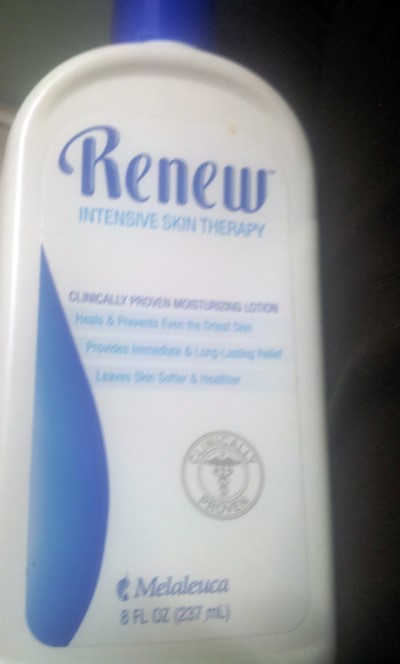 Renew
INTENSIVE SKIN THERAPY
CLINICALLY PROVEN MOISTURIZING LOTION
Heals & Prevents Even the Driest Skin
Provides Immediate & Long-Lasting Relief
Leaves Skin Softer & Healthier
CLINICALLY
PROVEN
Melaleuca
8 FL OZ (237 mL)